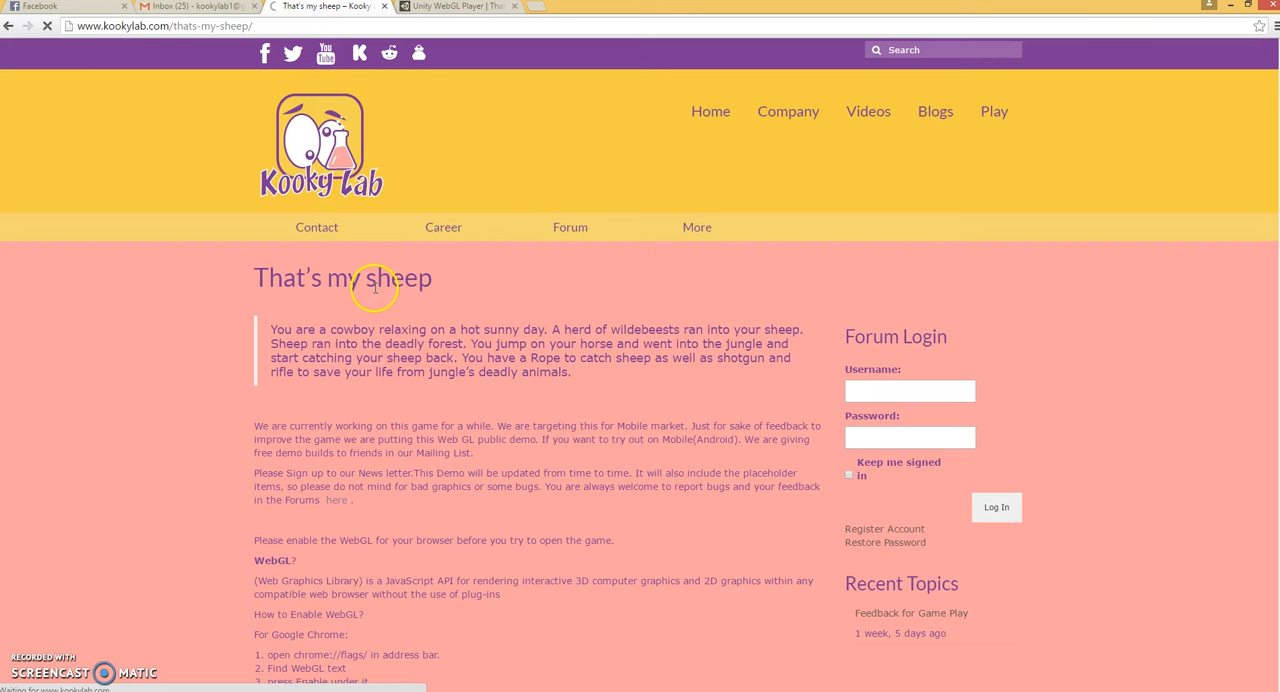 Facebook
Inbox (25) - kookylab1@g
That's my sheep – Kooky L
Unity WebGL Player | Tha
www.kookylab.com/thats-my-sheep/
You
Tube
Search
Home Company Videos Blogs Play
Kooky Lab
Contact Career Forum More
That's my sheep
You are a cowboy relaxing on a hot sunny day. A herd of wildebeests ran into your sheep.
Sheep ran into the deadly forest. You jump on your horse and went into the jungle and
start catching your sheep back. You have a Rope to catch sheep as well as shotgun and
rifle to save your life from jungle's deadly animals.
We are currently working on this game for a while. We are targeting this for Mobile market. Just for sake of feedback to
improve the game we are putting this Web GL public demo. If you want to try out on Mobile(Android). We are giving
free demo builds to friends in our Mailing List.
Please Sign up to our News letter.This Demo will be updated from time to time. It will also include the placeholder
items, so please do not mind for bad graphics or some bugs. You are always welcome to report bugs and your feedback
in the Forums here .
Please enable the WebGL for your browser before you try to open the game.
WebGL?
(Web Graphics Library) is a JavaScript API for rendering interactive 3D computer graphics and 2D graphics within any
compatible web browser without the use of plug-ins
How to Enable WebGL?
For Google Chrome:
1. open chrome://flags/ in address bar.
2. Find WebGL text
3. press Enable under it
Forum Login
Username:
Password:
Keep me signed
in
Log In
Register Account
Restore Password
Recent Topics
Feedback for Game Play
1 week, 5 days ago
RECORDED WITH
SCREENCAST MATIC
Waiting for www.kookylab.com